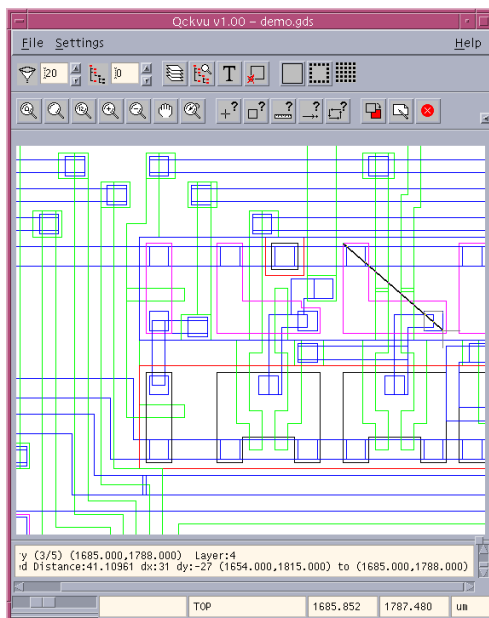 Qckvu v1.00 – demo.gds
File Settings Help
20 0 T
? ? ? ? ?
y (3/5) (1685.000,1788.000) Layer:4
d Distance:41.10961 dx:31 dy:-27 (1654.000,1815.000) to (1685.000,1788.000)
TOP 1685.852 1787.480 um